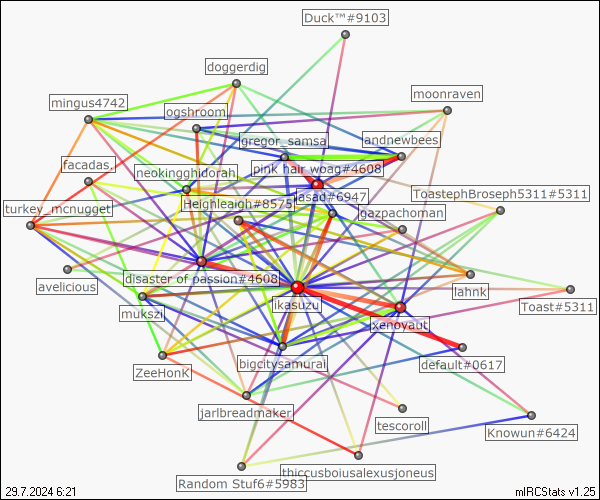 Duck™#9103
doggerdig
moonraven
mingus4742
ogshroom
gregor_samsa
andnewbees
facadas.
neokingghidorah
pink hair woag#4608
jasad#6947
ToastephBroseph5311#5311
turkey_mcnugget
Heighleaigh#8575
gazpachoman
avelicious
disaster of passion#4608
lahnk
mukszi
ikasuzu
Toast#5311
xenoyaut
ZeeHonK
bigcitysamurai
default#0617
jarlbreadmaker
tescoroll
Knowun#6424
Random Stuf6#5983
thiccusboiusalexusjoneus
29.7.2024 6:21
mIRCStats v1.25